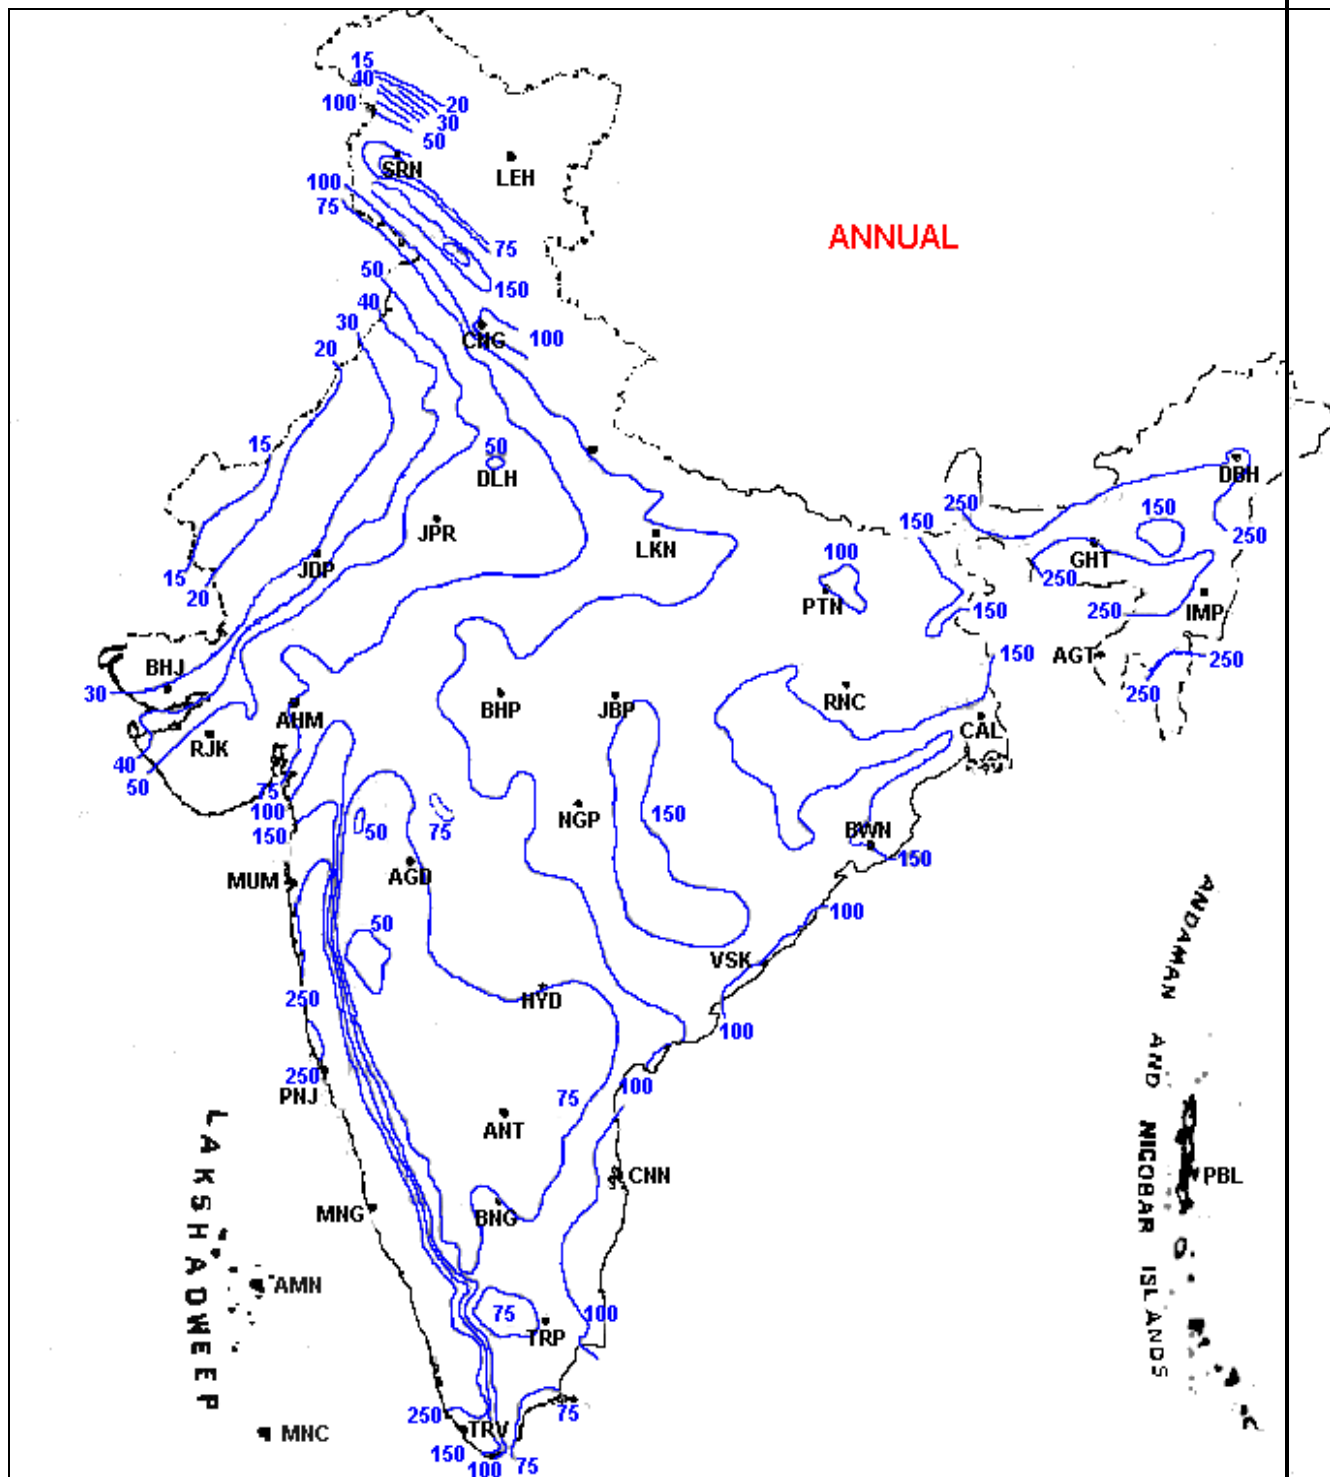 15
40
20
100
30
50
SRN
LEH
100
75
ANNUAL
75
50
150
40
30
CNG
100
20
15
50
DLH
DBH
250
150
150
JPR
LKN
250
100
GHT
JDP
15
250
20
PTN
150
250
IMP
AGT
150
250
BHJ
30
RNC
250
BHP
JBP
AHM
CAL
RJK
40
50
75
100
150
50
75
NGP
150
BWN
150
MUM
AGD
100
50
VSK
HYD
250
100
250
PNJ
75
100
ANT
CNN
PBL
MNG
BNG
AMN
75
100
TRP
250
TRV
75
MNC
150
100
75
LAKSHADWEEP
ANDAMAN AND NICOBAR ISLANDS